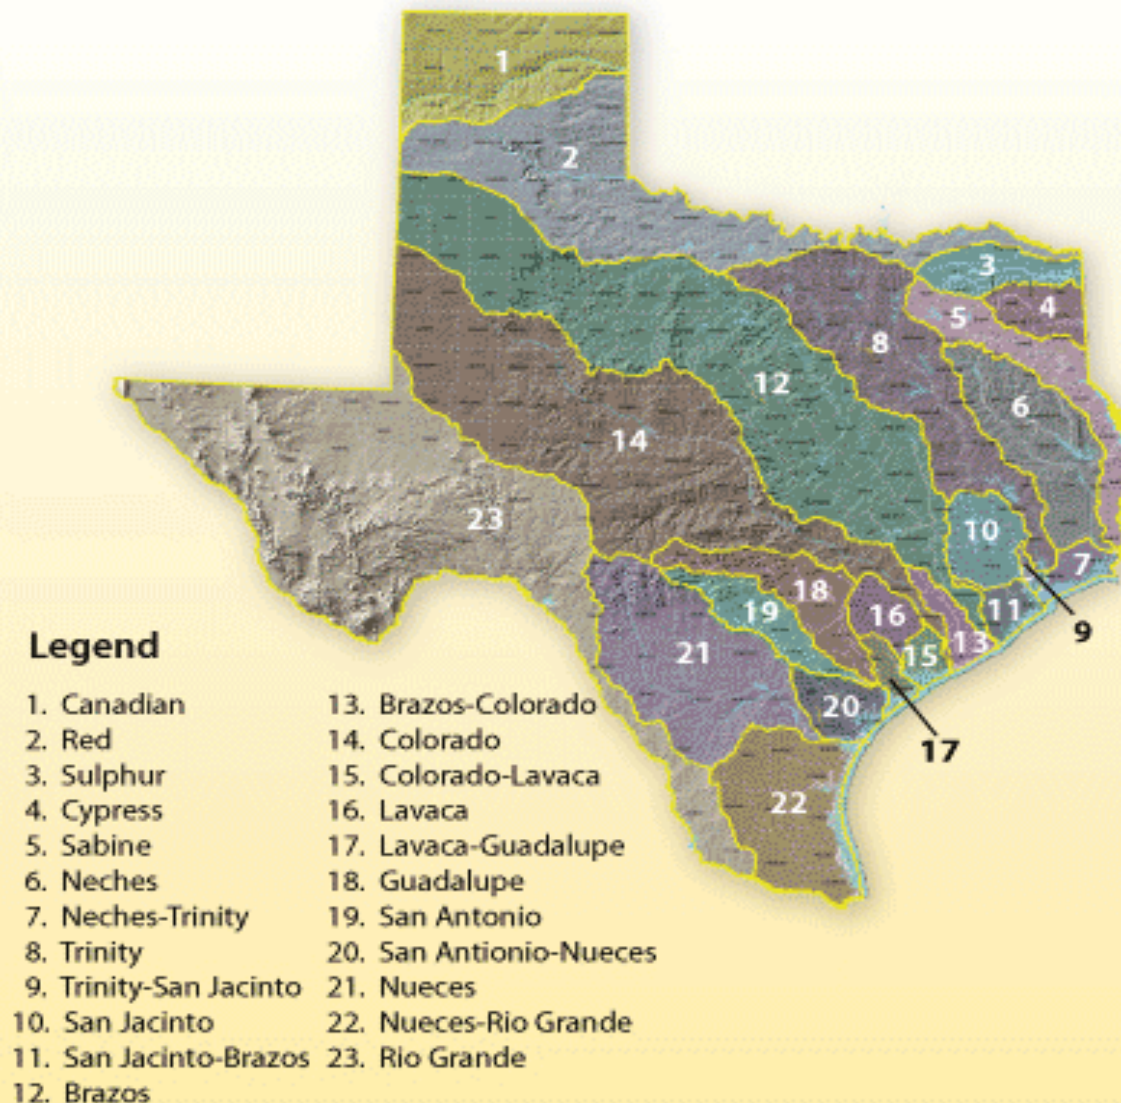 1
2
3
4
5
8
12
6
14
23
10
7
18
19
16
11
9
21
15
13
20
17
22
Legend
1. Canadian
2. Red
3. Sulphur
4. Cypress
5. Sabine
6. Neches
7. Neches-Trinity
8. Trinity
9. Trinity-San Jacinto
10. San Jacinto
11. San Jacinto-Brazos
12. Brazos
13. Brazos-Colorado
14. Colorado
15. Colorado-Lavaca
16. Lavaca
17. Lavaca-Guadalupe
18. Guadalupe
19. San Antonio
20. San Antionio-Nueces
21. Nueces
22. Nueces-Rio Grande
23. Rio Grande